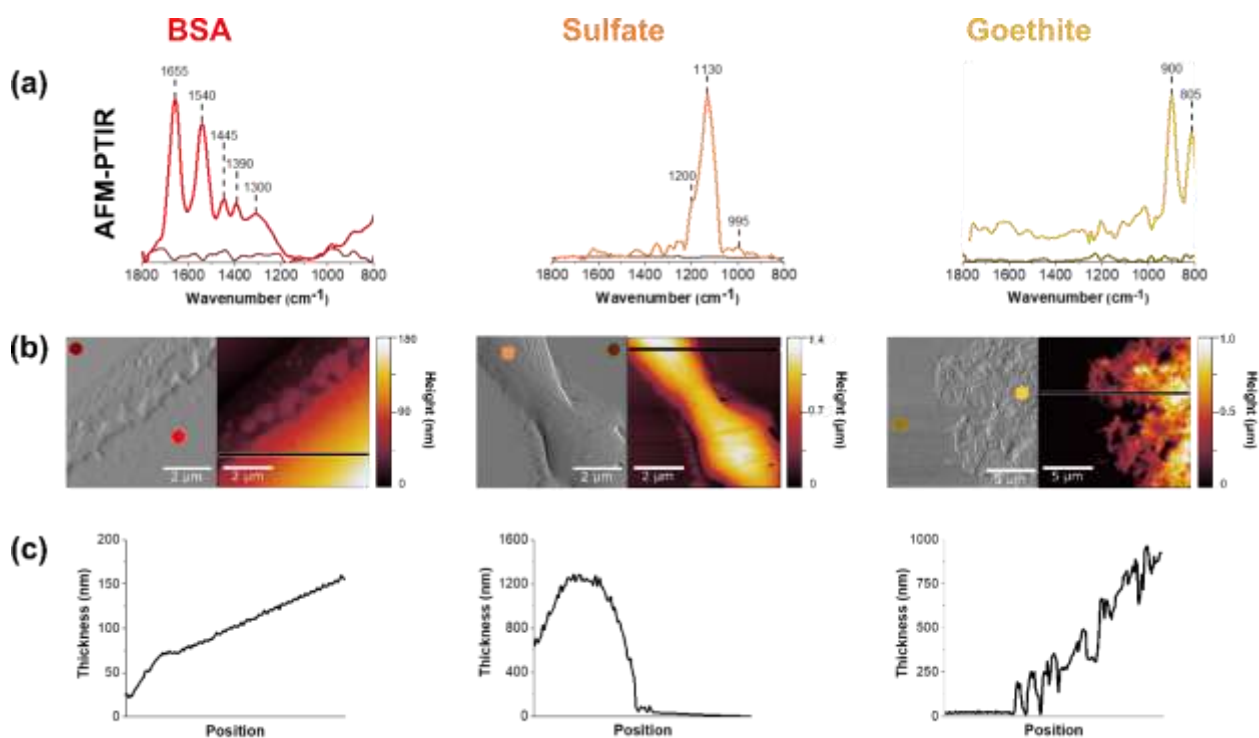 BSA
Sulfate
Goethite
(a)
AFM-PTIR
1655
1540
1445
1390
1300
1800 1600 1400 1200 1000 800
Wavenumber (cm-1)
1130
1200
995
1800 1600 1400 1200 1000 800
Wavenumber (cm-1)
900
805
1800 1600 1400 1200 1000 800
Wavenumber (cm-1)
(b)
2 µm
2 µm
180
90
0
Height (nm)
2 µm
2 µm
1.4
0.7
0
Height (µm)
5 µm
5 µm
1.0
0.5
0
Height (µm)
(c)
Thickness (nm)
200
150
100
50
0
Position
Thickness (nm)
1600
1200
800
400
0
Position
Thickness (nm)
1000
750
500
250
0
Position